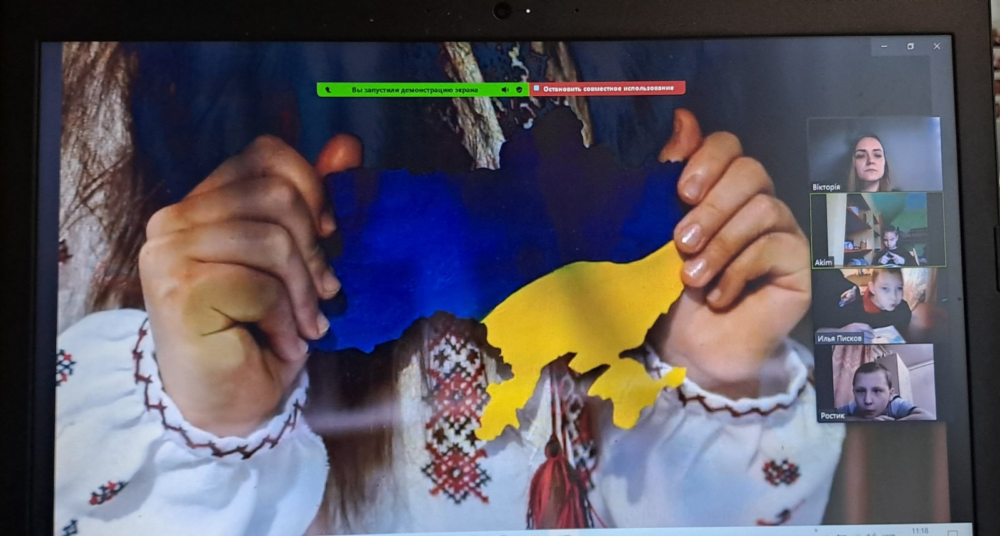 Вы запустили демонстрацию экрана
Остановить совместное использование
Вікторія
Akim
Илья Писков
Ростик
11:18